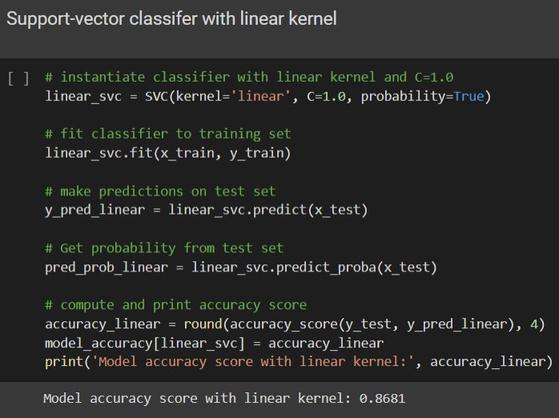 Support-vector classifer with linear kernel
[ ] # instantiate classifier with linear kernel and C=1.0
linear_svc = SVC(kernel='linear', C=1.0, probability=True)
# fit classifier to training set
linear_svc.fit(x_train, y_train)
# make predictions on test set
y_pred_linear = linear_svc.predict(x_test)
# Get probability from test set
pred_prob_linear = linear_svc.predict_proba(x_test)
# compute and print accuracy score
accuracy_linear = round(accuracy_score(y_test, y_pred_linear), 4)
model_accuracy[linear_svc] = accuracy_linear
print('Model accuracy score with linear kernel:', accuracy_linear)
Model accuracy score with linear kernel: 0.8681